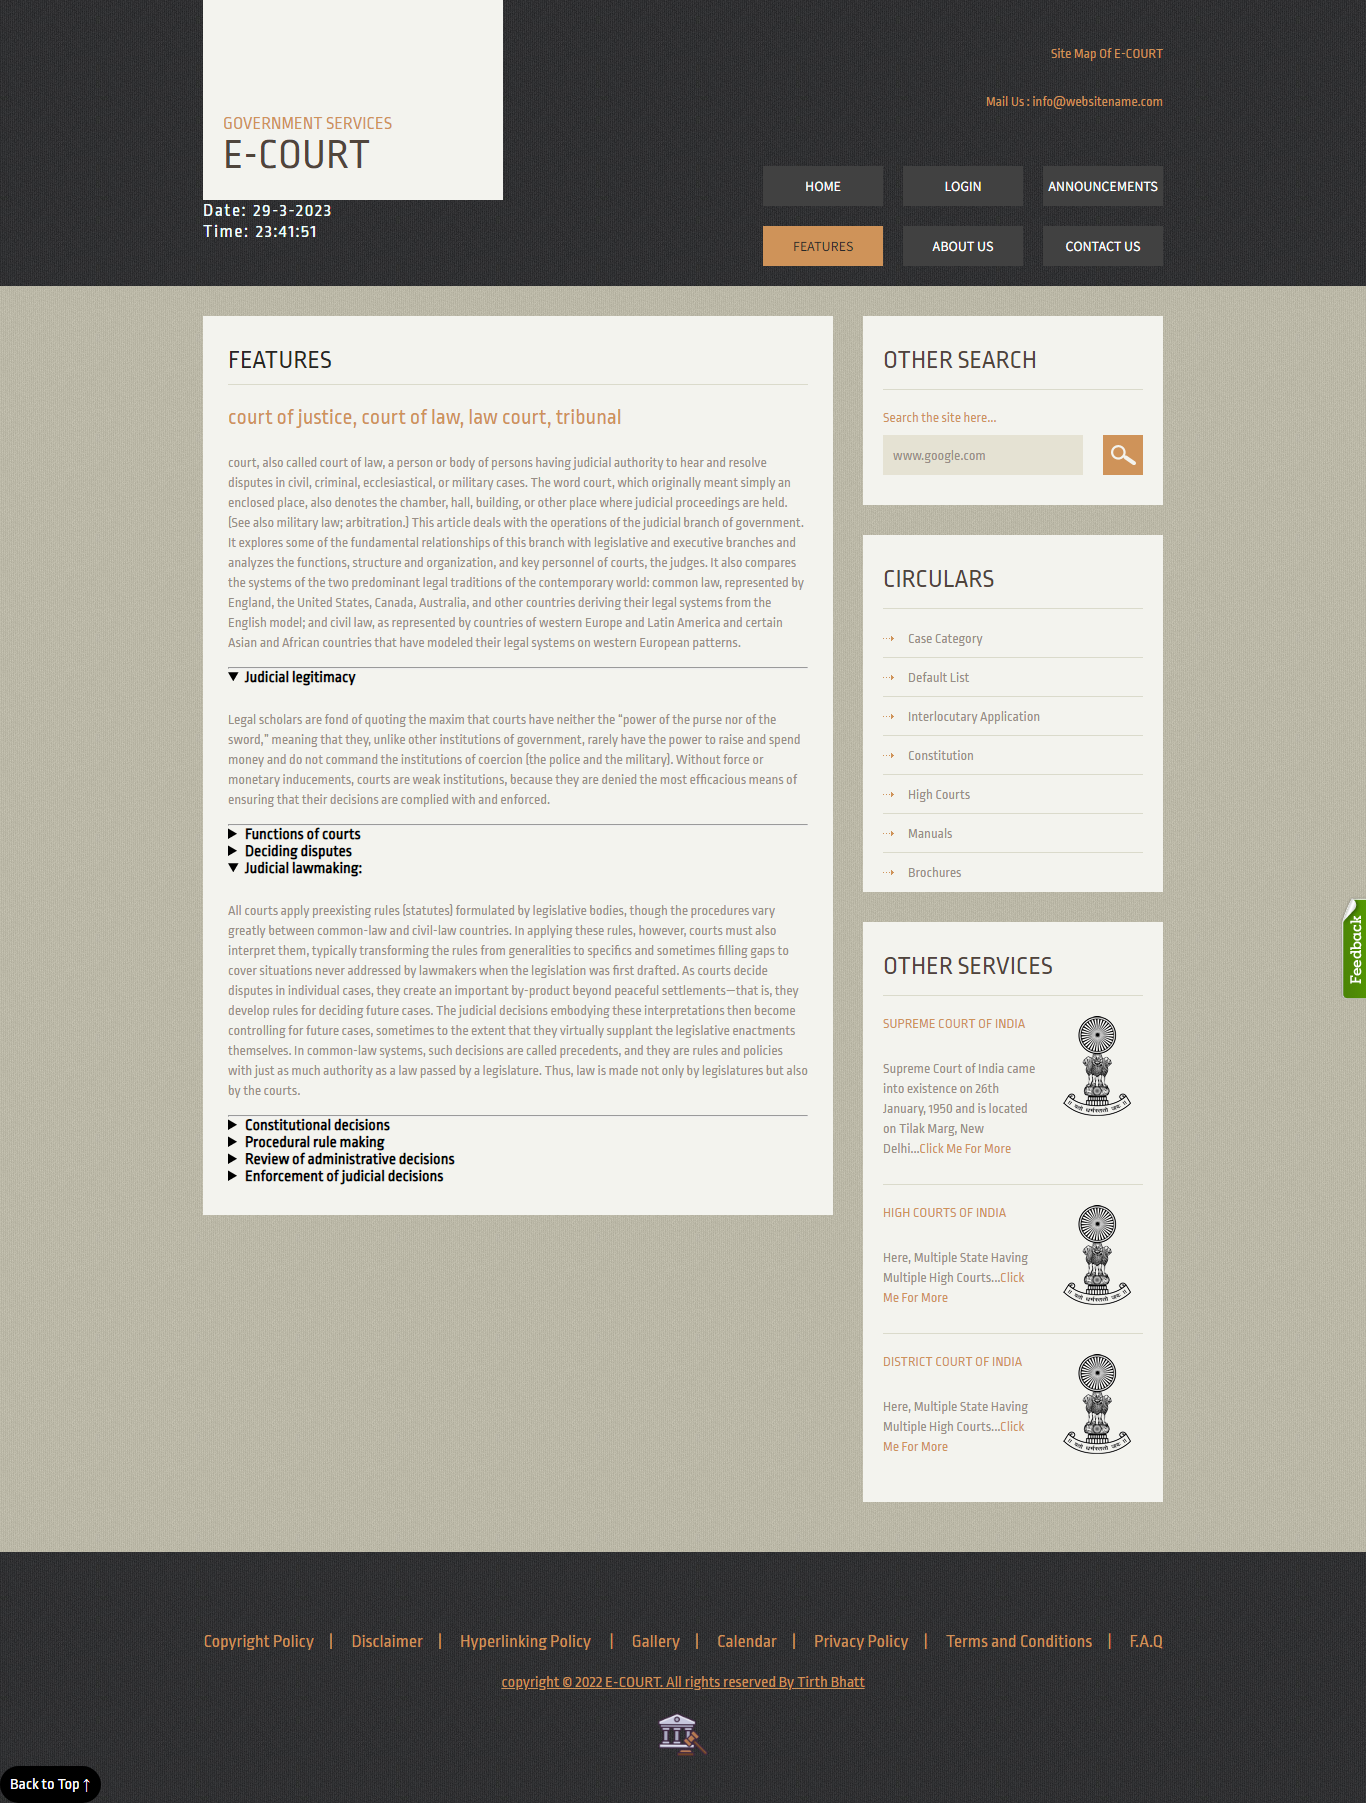 Site Map Of E-COURT
Mail Us : info@websitename.com
GOVERNMENT SERVICES
E-COURT
Date: 29-3-2023
Time: 23:41:51
HOME
LOGIN
ANNOUNCEMENTS
FEATURES
ABOUT US
CONTACT US
FEATURES
court of justice, court of law, law court, tribunal
court, also called court of law, a person or body of persons having judicial authority to hear and resolve
disputes in civil, criminal, ecclesiastical, or military cases. The word court, which originally meant simply an
enclosed place, also denotes the chamber, hall, building, or other place where judicial proceedings are held.
(See also military law; arbitration.) This article deals with the operations of the judicial branch of government.
It explores some of the fundamental relationships of this branch with legislative and executive branches and
analyzes the functions, structure and organization, and key personnel of courts, the judges. It also compares
the systems of the two predominant legal traditions of the contemporary world: common law, represented by
England, the United States, Canada, Australia, and other countries deriving their legal systems from the
English model; and civil law, as represented by countries of western Europe and Latin America and certain
Asian and African countries that have modeled their legal systems on western European patterns.
▼ Judicial legitimacy
Legal scholars are fond of quoting the maxim that courts have neither the “power of the purse nor of the
sword,” meaning that they, unlike other institutions of government, rarely have the power to raise and spend
money and do not command the institutions of coercion (the police and the military). Without force or
monetary inducements, courts are weak institutions, because they are denied the most efficacious means of
ensuring that their decisions are complied with and enforced.
▶ Functions of courts
▶ Deciding disputes
▼ Judicial lawmaking:
All courts apply preexisting rules (statutes) formulated by legislative bodies, though the procedures vary
greatly between common-law and civil-law countries. In applying these rules, however, courts must also
interpret them, typically transforming the rules from generalities to specifics and sometimes filling gaps to
cover situations never addressed by lawmakers when the legislation was first drafted. As courts decide
disputes in individual cases, they create an important by-product beyond peaceful settlements—that is, they
develop rules for deciding future cases. The judicial decisions embodying these interpretations then become
controlling for future cases, sometimes to the extent that they virtually supplant the legislative enactments
themselves. In common-law systems, such decisions are called precedents, and they are rules and policies
with just as much authority as a law passed by a legislature. Thus, law is made not only by legislatures but also
by the courts.
▶ Constitutional decisions
▶ Procedural rule making
▶ Review of administrative decisions
▶ Enforcement of judicial decisions
OTHER SEARCH
Search the site here...
www.google.com
CIRCULARS
Case Category
Default List
Interlocutary Application
Constitution
High Courts
Manuals
Brochures
Feedback
OTHER SERVICES
SUPREME COURT OF INDIA
Supreme Court of India came
into existence on 26th
January, 1950 and is located
on Tilak Marg, New
Delhi...Click Me For More
सत्यमेव जयते
HIGH COURTS OF INDIA
Here, Multiple State Having
Multiple High Courts...Click
Me For More
सत्यमेव जयते
DISTRICT COURT OF INDIA
Here, Multiple State Having
Multiple High Courts...Click
Me For More
सत्यमेव जयते
Copyright Policy | Disclaimer | Hyperlinking Policy | Gallery | Calendar | Privacy Policy | Terms and Conditions | F.A.Q
copyright © 2022 E-COURT. All rights reserved By Tirth Bhatt
Back to Top ↑